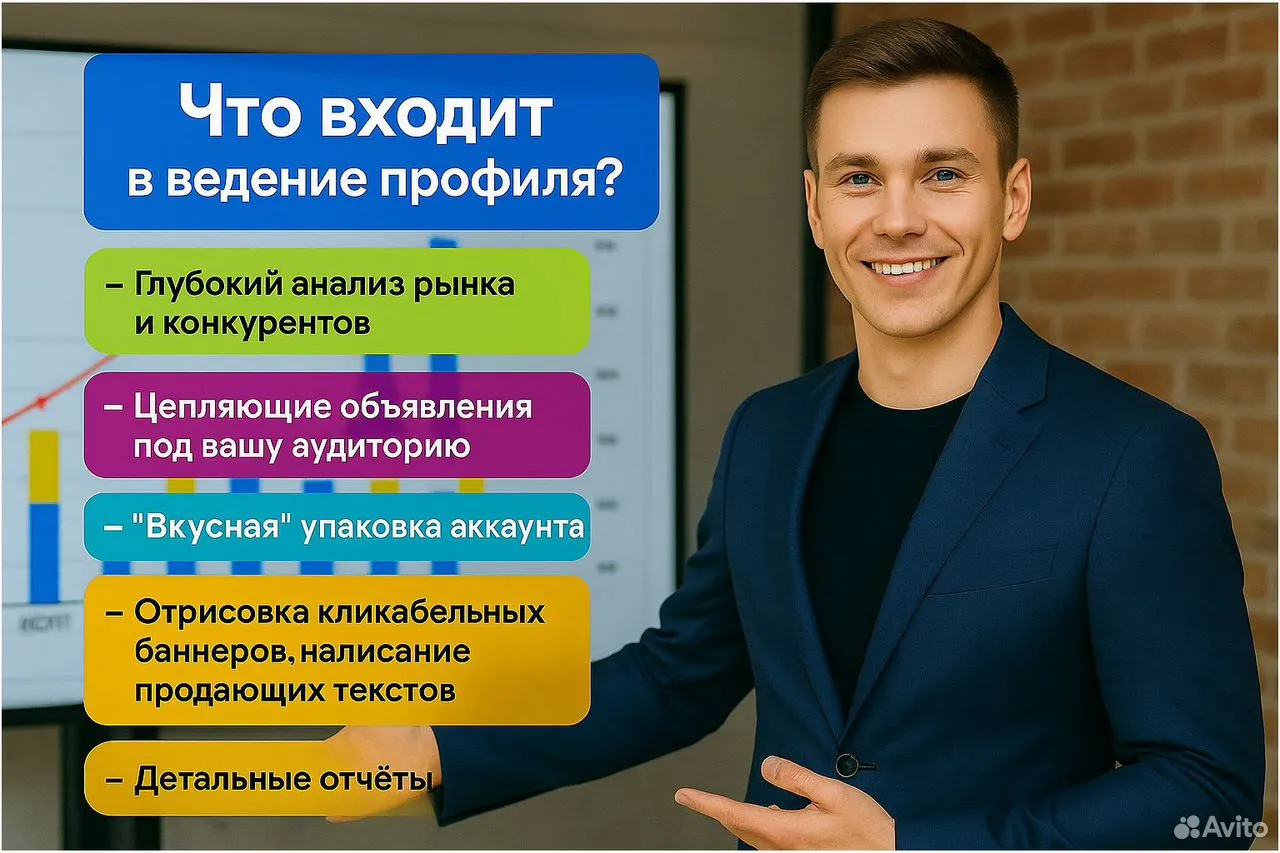 Что входит
в ведение профиля?
– Глубокий анализ рынка
и конкурентов
– Цепляющие объявления
под вашу аудиторию
– "Вкусная" упаковка аккаунта
– Отрисовка кликабельных
баннеров, налисание
продающих текстов
– Детальные отчёты
Avito